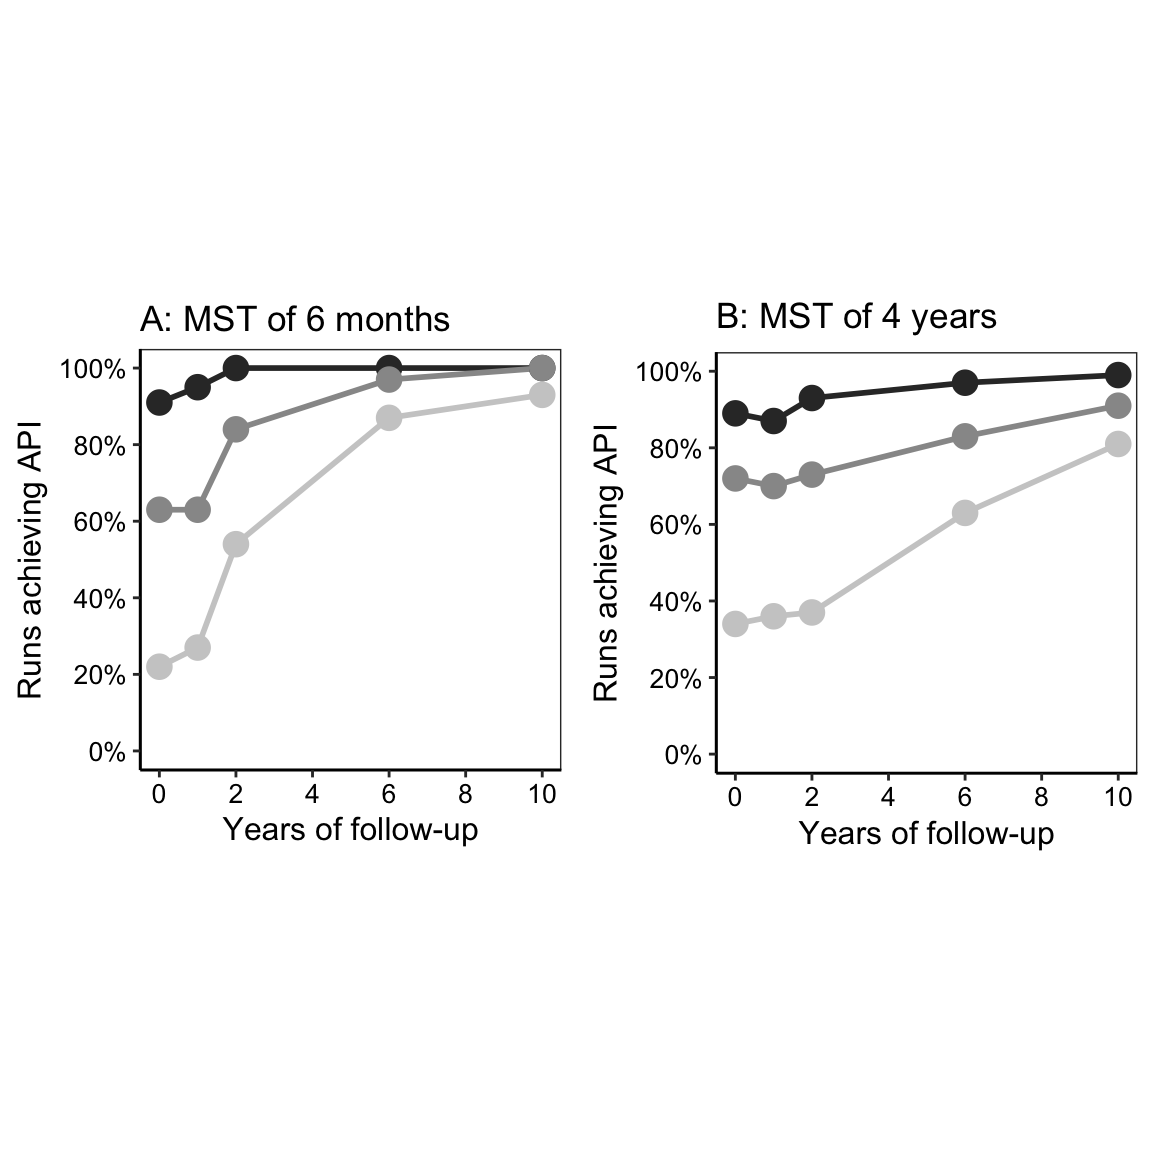 A: MST of 6 months
100%
80%
60%
40%
20%
0%
Runs achieving API
0 2 4 6 8 10
Years of follow-up
B: MST of 4 years
100%
80%
60%
40%
20%
0%
Runs achieving API
0 2 4 6 8 10
Years of follow-up